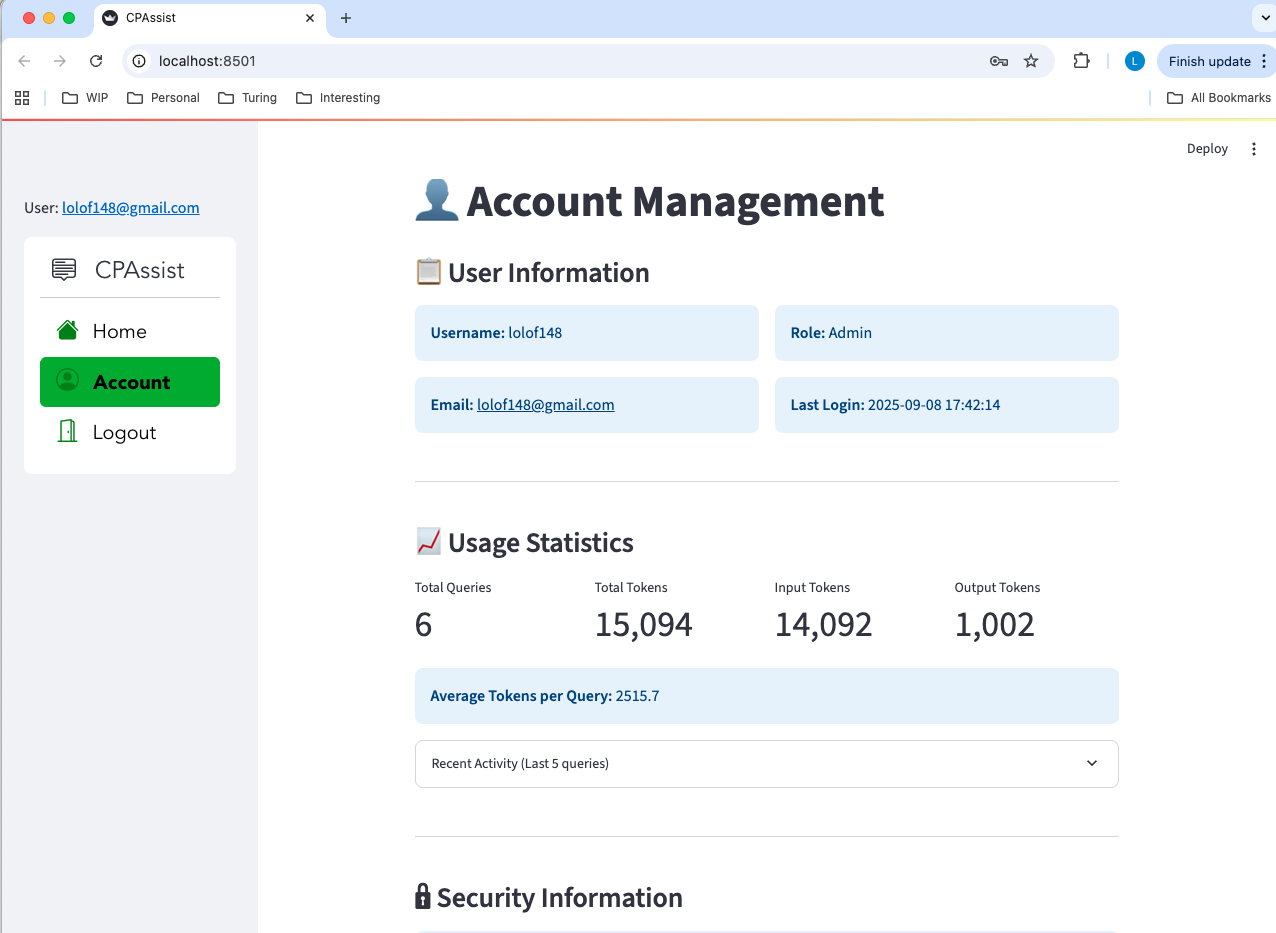 CPAssist
localhost:8501
L
Finish update
WIP
Personal
Turing
Interesting
All Bookmarks
Deploy
User: lolof148@gmail.com
CPAssist
Home
Account
Logout
Account Management
User Information
Username: lolof148
Role: Admin
Email: lolof148@gmail.com
Last Login: 2025-09-08 17:42:14
Usage Statistics
Total Queries
6
Total Tokens
15,094
Input Tokens
14,092
Output Tokens
1,002
Average Tokens per Query: 2515.7
Recent Activity (Last 5 queries)
Security Information